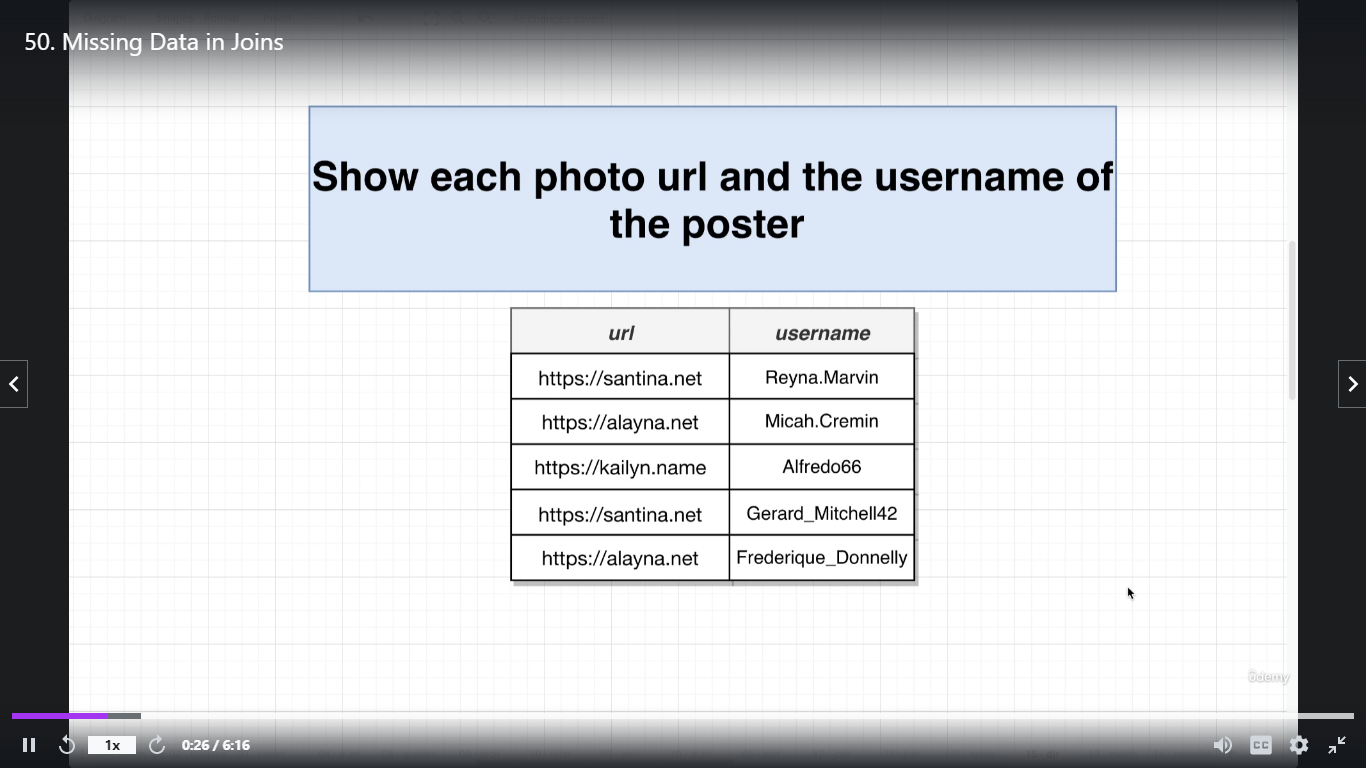 50. Missing Data in Joins
Show each photo url and the username of
the poster
url username
https://santina.net Reyna.Marvin
https://alayna.net Micah.Cremin
https://kailyn.name Alfredo66
https://santina.net Gerard_Mitchell42
https://alayna.net Frederique_Donnelly
ûdemy
1x 0:26 / 6:16 CC